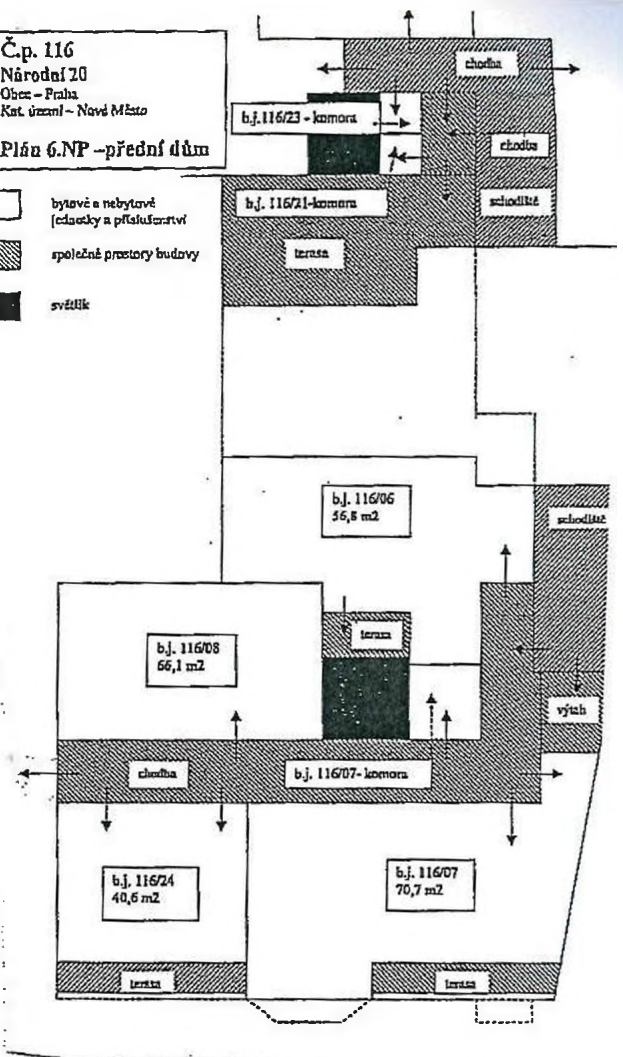 Č.p. 116
Národní 20
Obec – Praha
Kat. území – Nové Město
Plán 6.NP –přední dům
bytové a nebytové
jednotky a příslušenství
společné prostory budovy
světlík
chodba
b.j.116/23 - komora
chodba
b.j. 116/21-komora
schodiště
terasa
b.j. 116/06
56,8 m2
schodiště
terasa
b.j. 116/08
66,1 m2
výtah
chodba
b.j. 116/07- komora
b.j. 116/24
40,6 m2
b.j. 116/07
70,7 m2
terasa
terasa